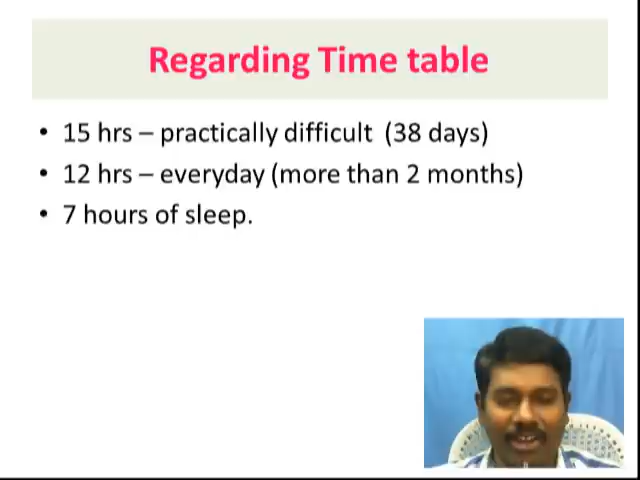 Regarding Time table
• 15 hrs – practically difficult (38 days)
• 12 hrs – everyday (more than 2 months)
• 7 hours of sleep.